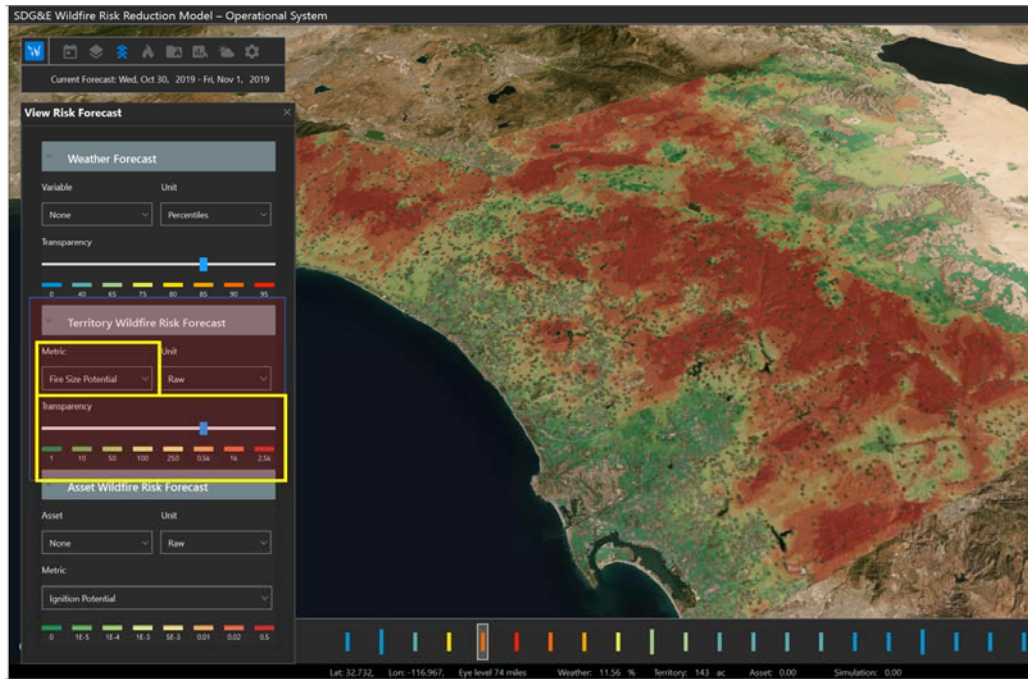 SDG&E Wildfire Risk Reduction Model – Operational System
Current Forecast: Wed, Oct 30, 2019 - Fri, Nov 1, 2019
View Risk Forecast
Weather Forecast
Variable Unit
None Percentiles
Transparency
0 40 65 75 80 85 90 95
Territory Wildfire Risk Forecast
Metric Unit
Fire Size Potential Raw
Transparency
1 10 50 100 250 0.5k 1k 2.5k
Asset Wildfire Risk Forecast
Asset Unit
None Raw
Metric
Ignition Potential
0 1E-5 1E-4 1E-3 5E-3 0.01 0.02 0.5
Lat: 32.732, Lon: -116.967, Eye level 74 miles Weather: 11.56 % Territory: 143 ac Asset: 0.00 Simulation: 0.00